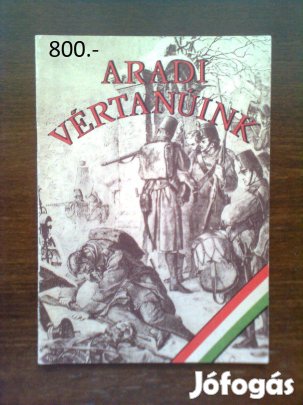 800.-
ARADI
VÉRTANÚINK
Jófogás